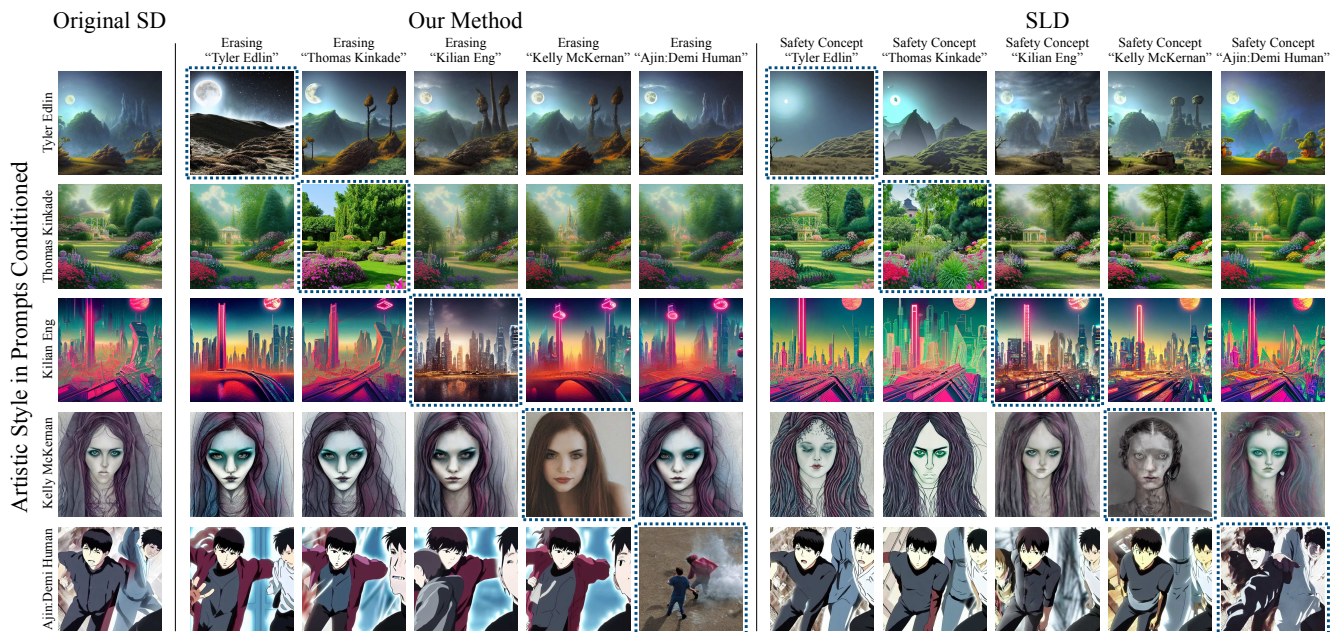 Original SD
Our Method
SLD
Erasing
“Tyler Edlin”
Erasing
“Thomas Kinkade”
Erasing
“Kilian Eng”
Erasing
“Kelly McKernan”
Erasing
“Ajin:Demi Human”
Safety Concept
“Tyler Edlin”
Safety Concept
“Thomas Kinkade”
Safety Concept
“Kilian Eng”
Safety Concept
“Kelly McKernan”
Safety Concept
“Ajin:Demi Human”
Artistic Style in Prompts Conditioned
Tyler Edlin
Thomas Kinkade
Kilian Eng
Kelly McKernan
Ajin:Demi Human